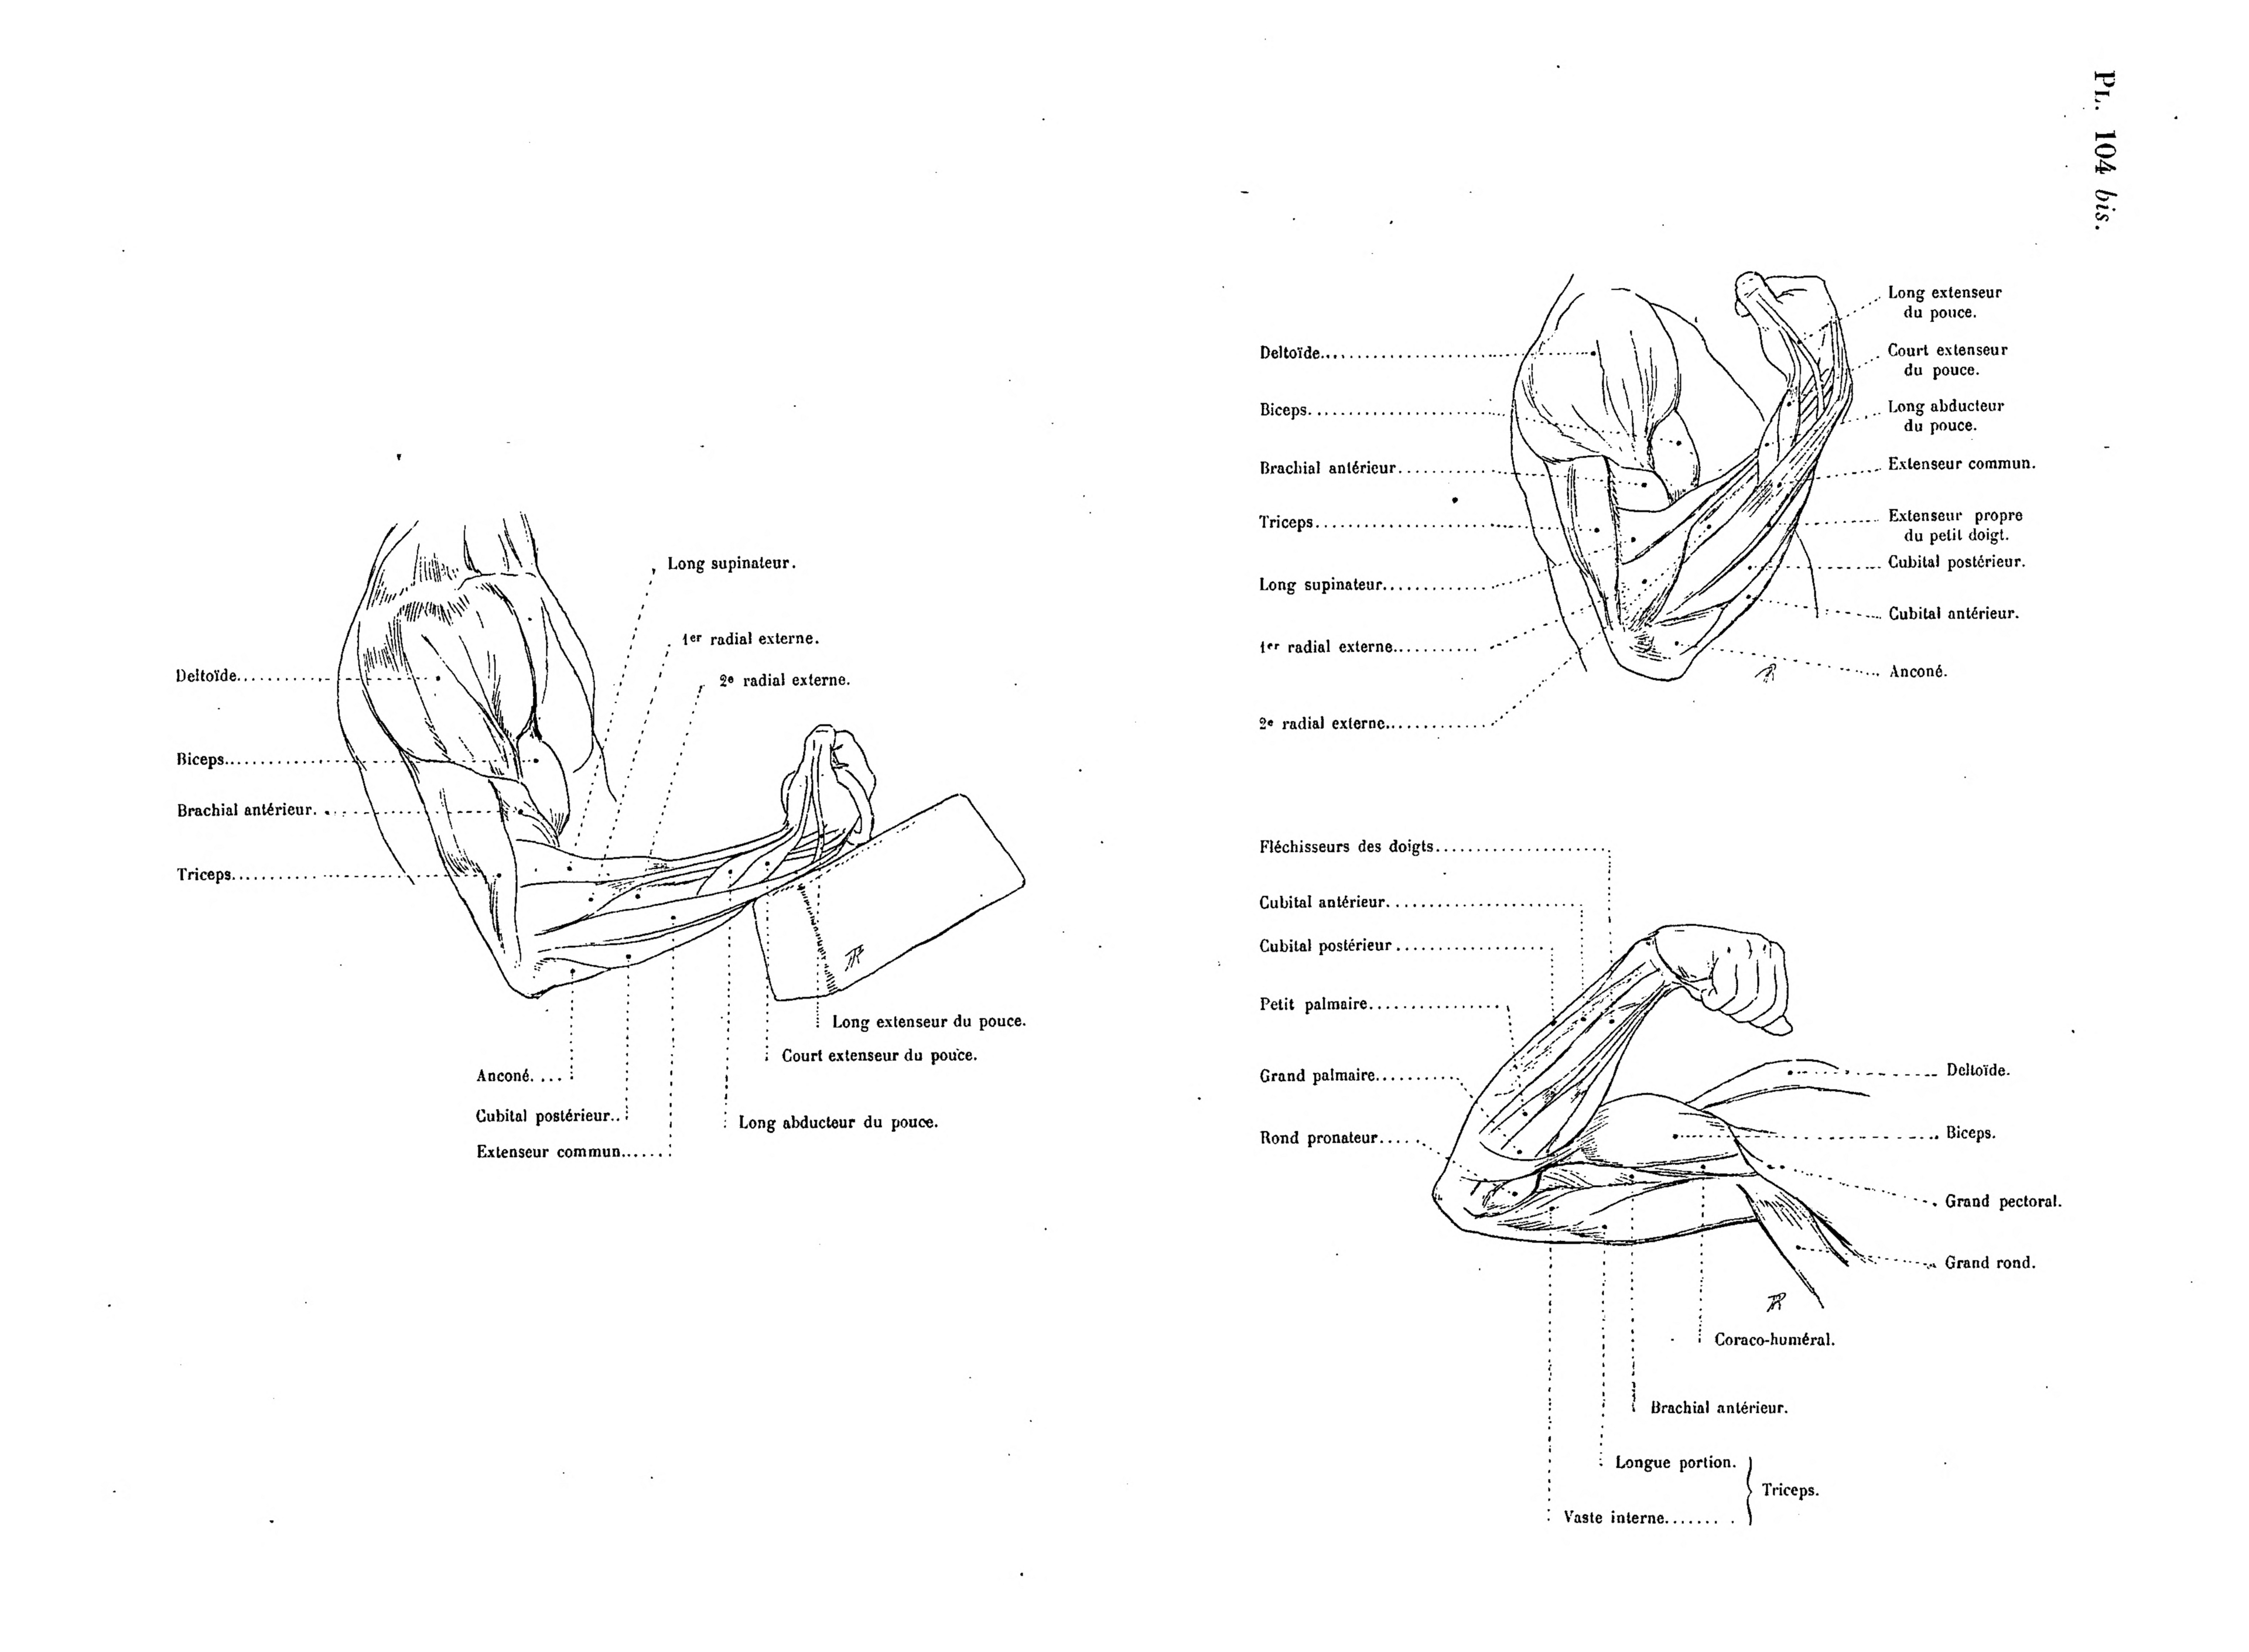 PL. 104 bis.
Long supinateur.
1er radial externe.
2e radial externe.
Deltoïde
Biceps
Brachial antérieur.
Triceps
Long extenseur du pouce.
Court extenseur du pouce.
Anconé
Cubital postérieur
Long abducteur du pouce.
Extenseur commun
Deltoïde
Biceps
Brachial antérieur
Triceps
Long supinateur
1er radial externe
2e radial externe
Long extenseur
du pouce.
Court extenseur
du pouce.
Long abducteur
du pouce.
Extenseur commun.
Extenseur propre
du petit doigt.
Cubital postérieur.
Cubital antérieur.
Anconé.
Fléchisseurs des doigts
Cubital antérieur
Cubital postérieur
Petit palmaire
Grand palmaire
Rond pronateur
Deltoïde.
Biceps.
Grand pectoral.
Grand rond.
Coraco-huméral.
Brachial antérieur.
Longue portion.
Triceps.
Vaste interne